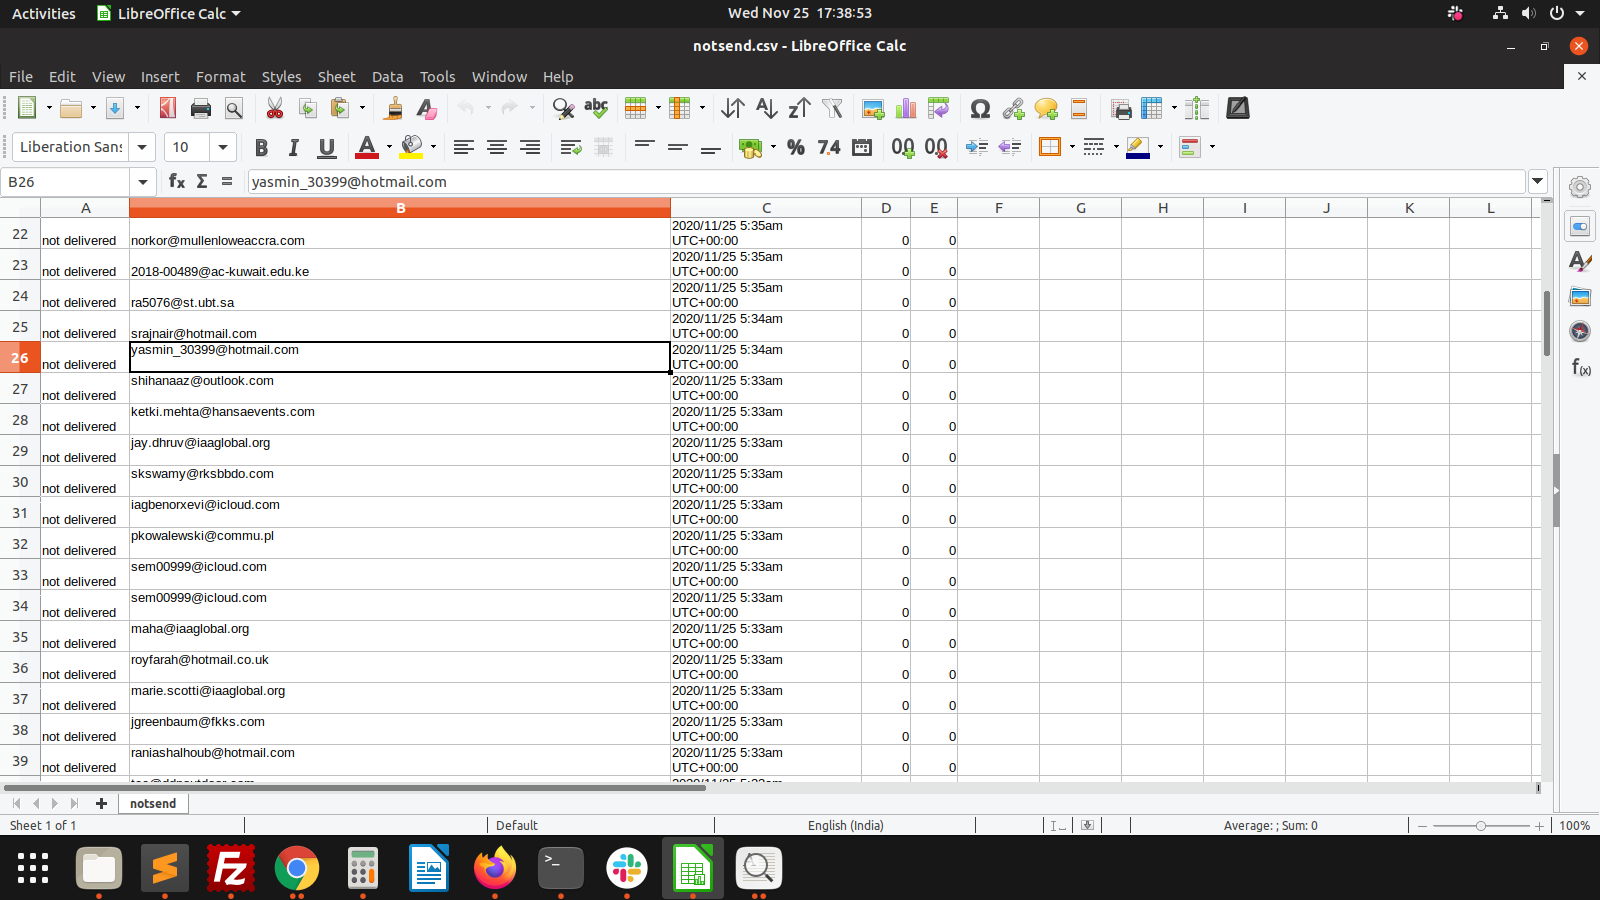 Activities LibreOffice Calc Wed Nov 25 17:38:53
notsend.csv - LibreOffice Calc
File Edit View Insert Format Styles Sheet Data Tools Window Help
Liberation Sans 10
B26 yasmin_30399@hotmail.com
A B C D E F G H I J K L
2020/11/25 5:35am
22 not delivered norkor@mullenloweaccra.com UTC+00:00 0 0
2020/11/25 5:35am
23 not delivered 2018-00489@ac-kuwait.edu.ke UTC+00:00 0 0
2020/11/25 5:35am
24 not delivered ra5076@st.ubt.sa UTC+00:00 0 0
2020/11/25 5:34am
25 not delivered srajnair@hotmail.com UTC+00:00 0 0
yasmin_30399@hotmail.com 2020/11/25 5:34am
26 not delivered UTC+00:00 0 0
shihanaaz@outlook.com 2020/11/25 5:33am
27 not delivered UTC+00:00 0 0
ketki.mehta@hansaevents.com 2020/11/25 5:33am
28 not delivered UTC+00:00 0 0
jay.dhruv@iaaglobal.org 2020/11/25 5:33am
29 not delivered UTC+00:00 0 0
skswamy@rksbbdo.com 2020/11/25 5:33am
30 not delivered UTC+00:00 0 0
iagbenorxevi@icloud.com 2020/11/25 5:33am
31 not delivered UTC+00:00 0 0
pkowalewski@commu.pl 2020/11/25 5:33am
32 not delivered UTC+00:00 0 0
sem00999@icloud.com 2020/11/25 5:33am
33 not delivered UTC+00:00 0 0
sem00999@icloud.com 2020/11/25 5:33am
34 not delivered UTC+00:00 0 0
maha@iaaglobal.org 2020/11/25 5:33am
35 not delivered UTC+00:00 0 0
royfarah@hotmail.co.uk 2020/11/25 5:33am
36 not delivered UTC+00:00 0 0
marie.scotti@iaaglobal.org 2020/11/25 5:33am
37 not delivered UTC+00:00 0 0
jgreenbaum@fkks.com 2020/11/25 5:33am
38 not delivered UTC+00:00 0 0
raniashalhoub@hotmail.com 2020/11/25 5:33am
39 not delivered UTC+00:00 0 0
notsend
Sheet 1 of 1 Default English (India) Average: ; Sum: 0 100%